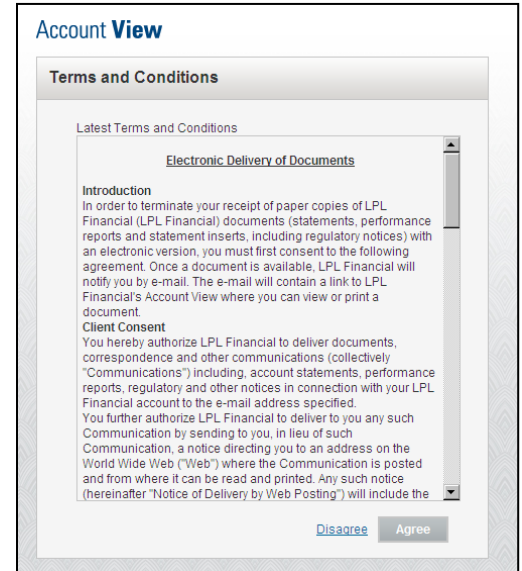 Account View
Terms and Conditions
Latest Terms and Conditions
Electronic Delivery of Documents
Introduction
In order to terminate your receipt of paper copies of LPL
Financial (LPL Financial) documents (statements, performance
reports and statement inserts, including regulatory notices) with
an electronic version, you must first consent to the following
agreement. Once a document is available, LPL Financial will
notify you by e-mail. The e-mail will contain a link to LPL
Financial's Account View where you can view or print a
document.
Client Consent
You hereby authorize LPL Financial to deliver documents,
correspondence and other communications (collectively
"Communications") including, account statements, performance
reports, regulatory and other notices in connection with your LPL
Financial account to the e-mail address specified.
You further authorize LPL Financial to deliver to you any such
Communication by sending to you, in lieu of such
Communication, a notice directing you to an address on the
World Wide Web ("Web") where the Communication is posted
and from where it can be read and printed. Any such notice
(hereinafter "Notice of Delivery by Web Posting") will include the
Disagree Agree